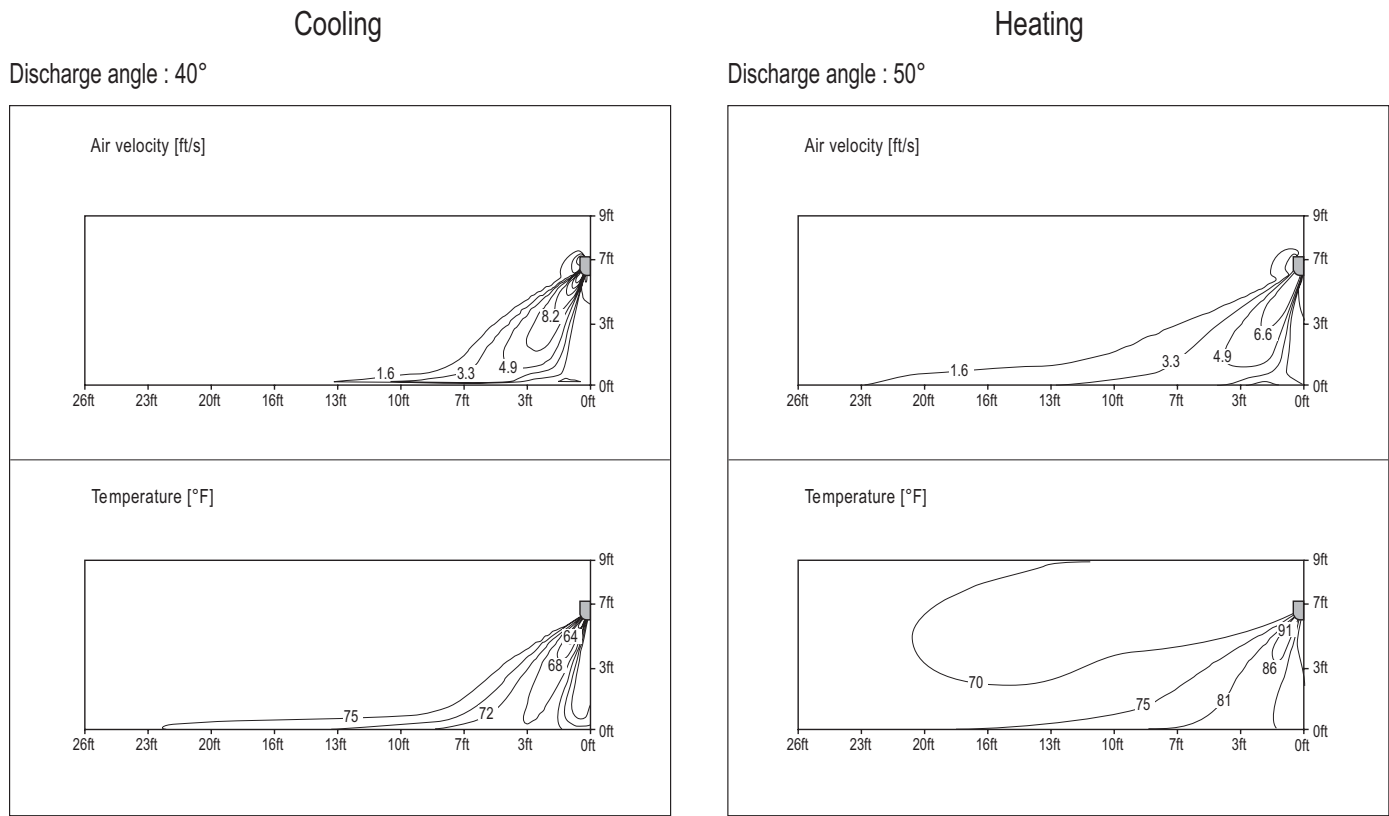 Cooling
Discharge angle : 40°
Air velocity [ft/s]
9ft
7ft
3ft
0ft
8.2
4.9
3.3
1.6
26ft 23ft 20ft 16ft 13ft 10ft 7ft 3ft 0ft
Temperature [°F]
9ft
7ft
3ft
0ft
64
68
72
75
26ft 23ft 20ft 16ft 13ft 10ft 7ft 3ft 0ft
Heating
Discharge angle : 50°
Air velocity [ft/s]
9ft
7ft
3ft
0ft
6.6
4.9
3.3
1.6
26ft 23ft 20ft 16ft 13ft 10ft 7ft 3ft 0ft
Temperature [°F]
9ft
7ft
3ft
0ft
91
86
81
75
70
26ft 23ft 20ft 16ft 13ft 10ft 7ft 3ft 0ft